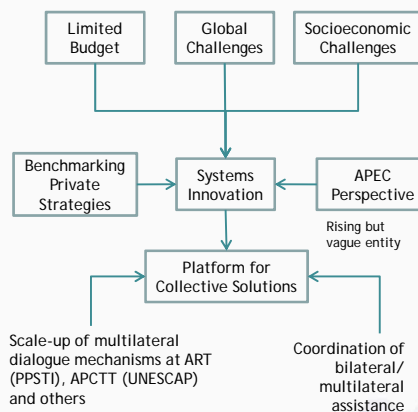 Limited
Budget
Global
Challenges
Socioeconomic
Challenges
Benchmarking
Private
Strategies
Systems
Innovation
APEC
Perspective
Rising but
vague entity
Platform for
Collective Solutions
Scale-up of multilateral
dialogue mechanisms at ART
(PPSTI), APCTT (UNESCAP)
and others
Coordination of
bilateral/
multilateral
assistance